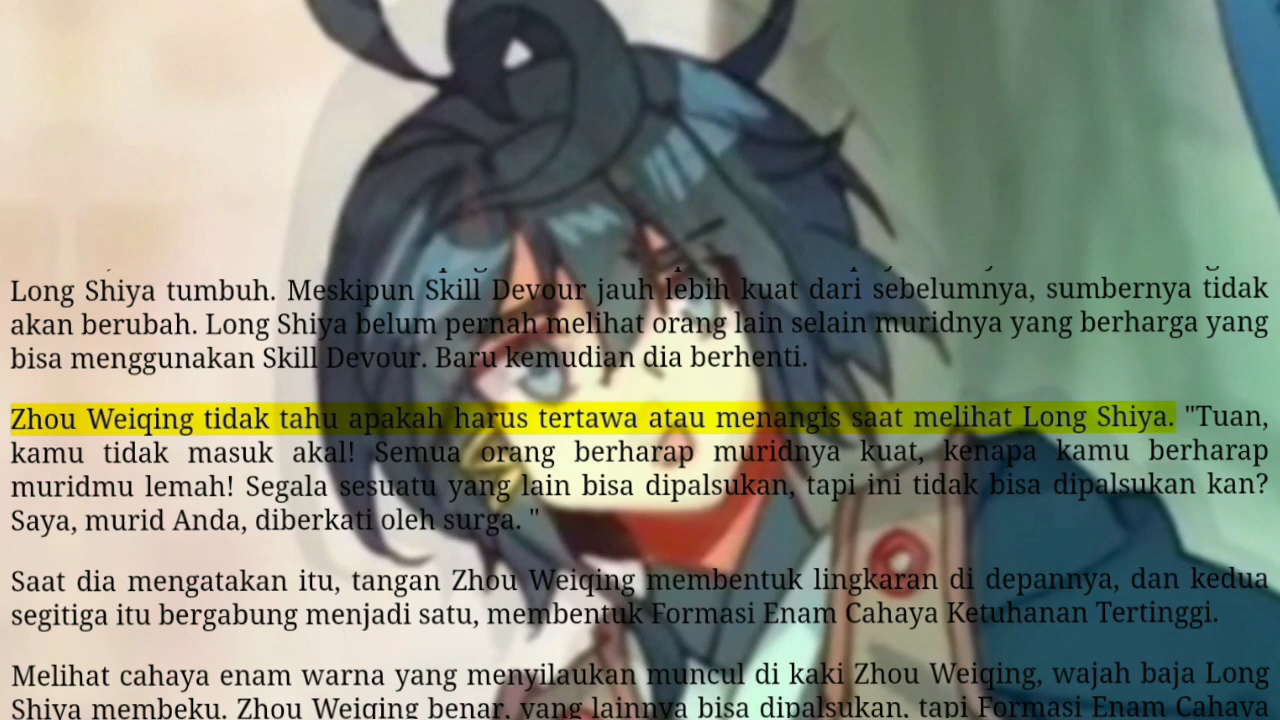 Long Shiya tumbuh. Meskipun Skill Devour jauh lebih kuat dari sebelumnya, sumbernya tidak
akan berubah. Long Shiya belum pernah melihat orang lain selain muridnya yang berharga yang
bisa menggunakan Skill Devour. Baru kemudian dia berhenti.
Zhou Weiqing tidak tahu apakah harus tertawa atau menangis saat melihat Long Shiya. "Tuan,
kamu tidak masuk akal! Semua orang berharap muridnya kuat, kenapa kamu berharap
muridmu lemah! Segala sesuatu yang lain bisa dipalsukan, tapi ini tidak bisa dipalsukan kan?
Saya, murid Anda, diberkati oleh surga. "
Saat dia mengatakan itu, tangan Zhou Weiqing membentuk lingkaran di depannya, dan kedua
segitiga itu bergabung menjadi satu, membentuk Formasi Enam Cahaya Ketuhanan Tertinggi.
Melihat cahaya enam warna yang menyilaukan muncul di kaki Zhou Weiqing, wajah baja Long
Shiya membeku. Zhou Weiqing benar, yang lainnya bisa dipalsukan, tapi Formasi Enam Cahaya